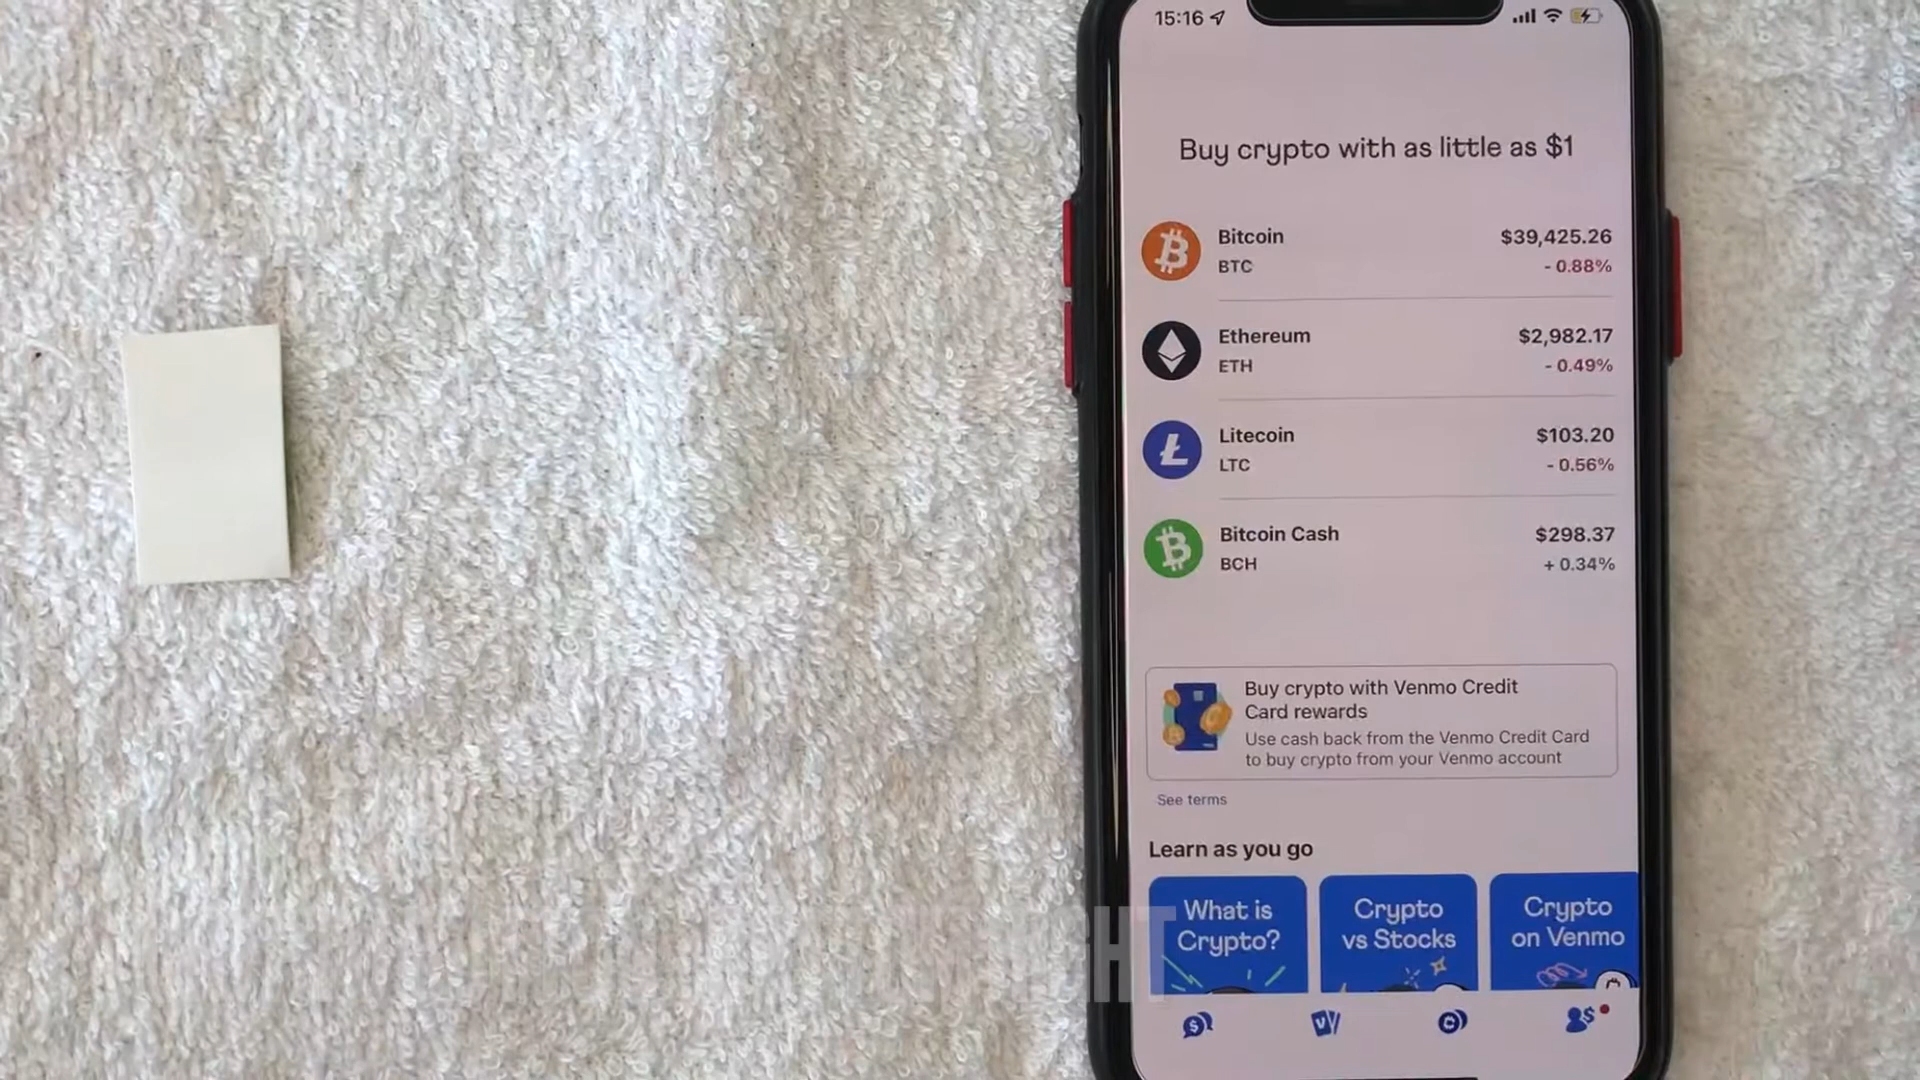 15:16
Buy crypto with as little as $1
Bitcoin
$39,425.26
BTC
- 0.88%
Ethereum
$2,982.17
ETH
- 0.49%
Litecoin
$103.20
LTC
- 0.56%
Bitcoin Cash
$298.37
BCH
+ 0.34%
Buy crypto with Venmo Credit
Card rewards
Use cash back from the Venmo Credit Card
to buy crypto from your Venmo account
See terms
Learn as you go
What is
Crypto?
Crypto
vs Stocks
Crypto
on Venmo